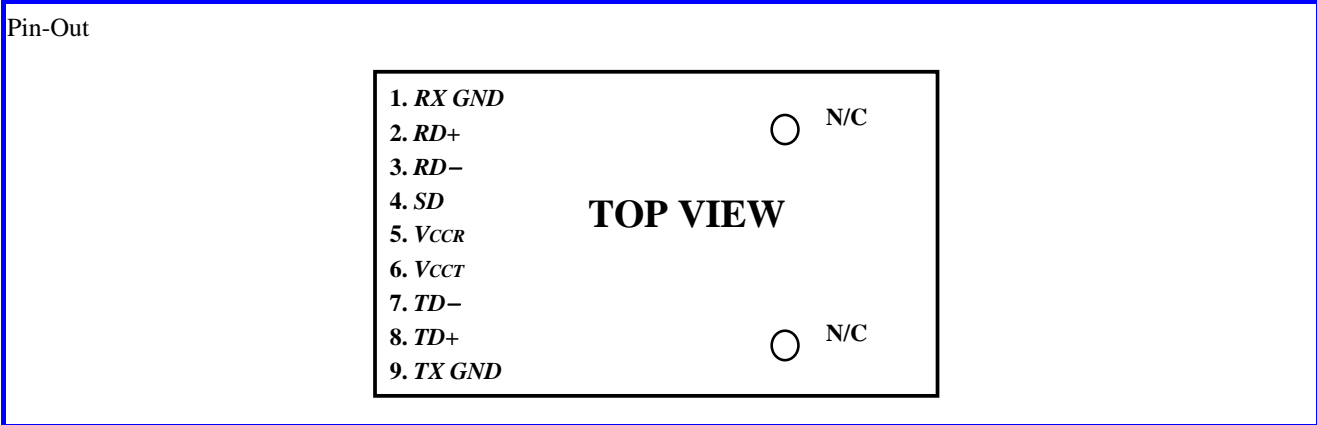 Pin-Out
1. RX GND
2. RD+
3. RD−
4. SD
5. VCCR
6. VCCT
7. TD−
8. TD+
9. TX GND
TOP VIEW
N/C
N/C